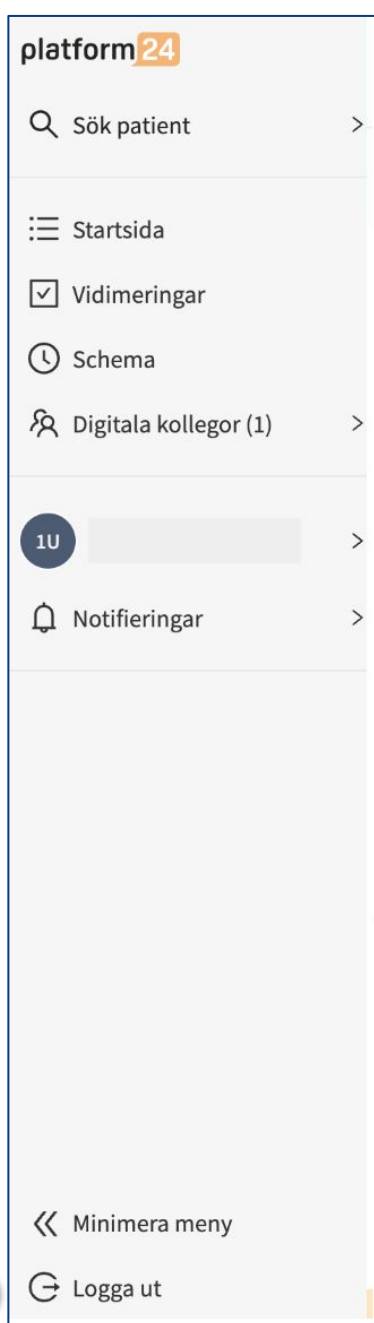 platform24
Sök patient
Startsida
Vidimeringar
Schema
Digitala kollegor (1)
1U
Notifieringar
Minimera meny
Logga ut